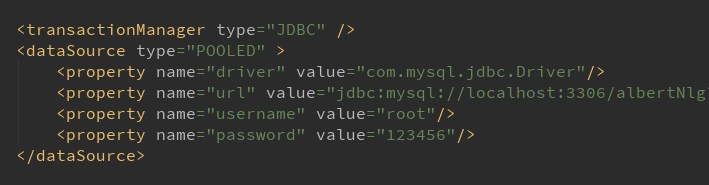 <transactionManager type="JDBC" />
<dataSource type="POOLED" >
<property name="driver" value="com.mysql.jdbc.Driver"/>
<property name="url" value="jdbc:mysql://localhost:3306/albertNlg
<property name="username" value="root"/>
<property name="password" value="123456"/>
</dataSource>